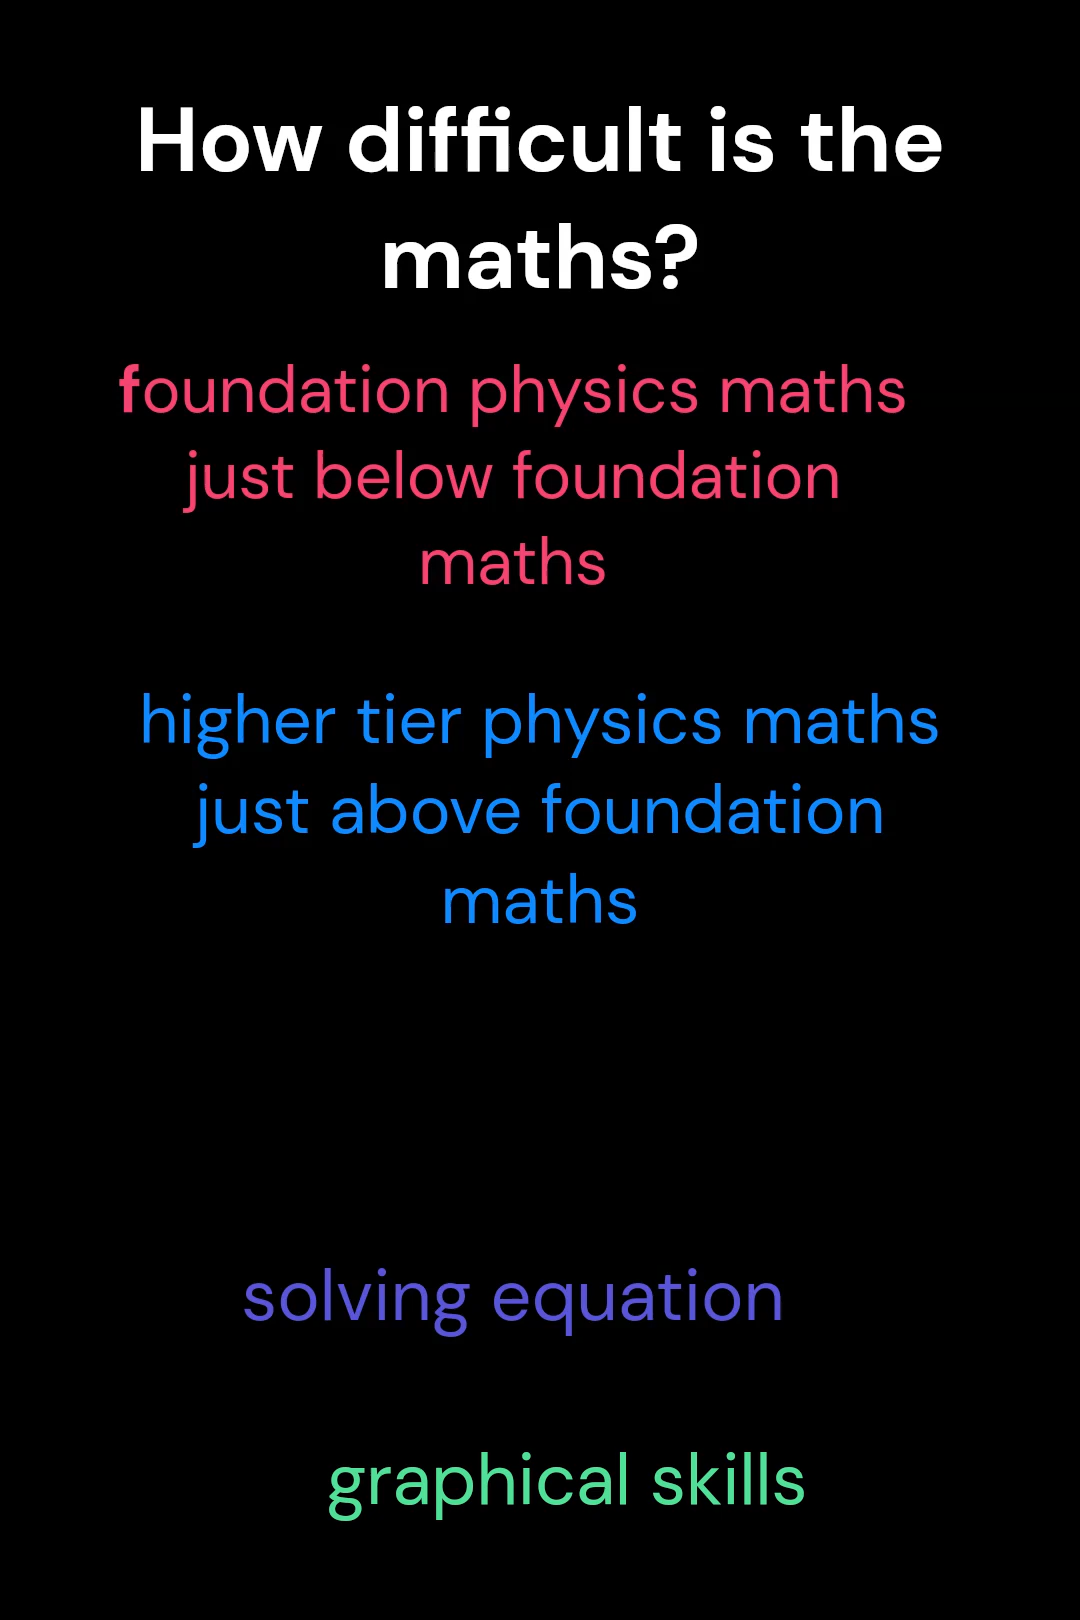 How difficult is the
maths?
foundation physics maths
just below foundation
maths
higher tier physics maths
just above foundation
maths
solving equation
graphical skills